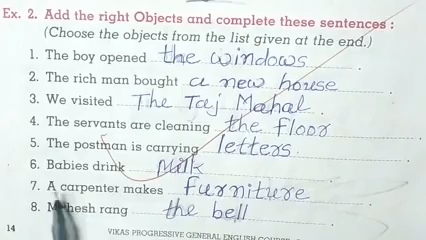 Ex. 2. Add the right Objects and complete these sentences :
(Choose the objects from the list given at the end.)
1. The boy opened the windows .
2. The rich man bought a new house
3. We visited The Taj Mahal .
4. The servants are cleaning the floor
5. The postman is carrying letters .
6. Babies drink Milk .
7. A carpenter makes furniture .
8. Mahesh rang the bell .
14
VIKAS PROGRESSIVE GENERAL ENGLISH